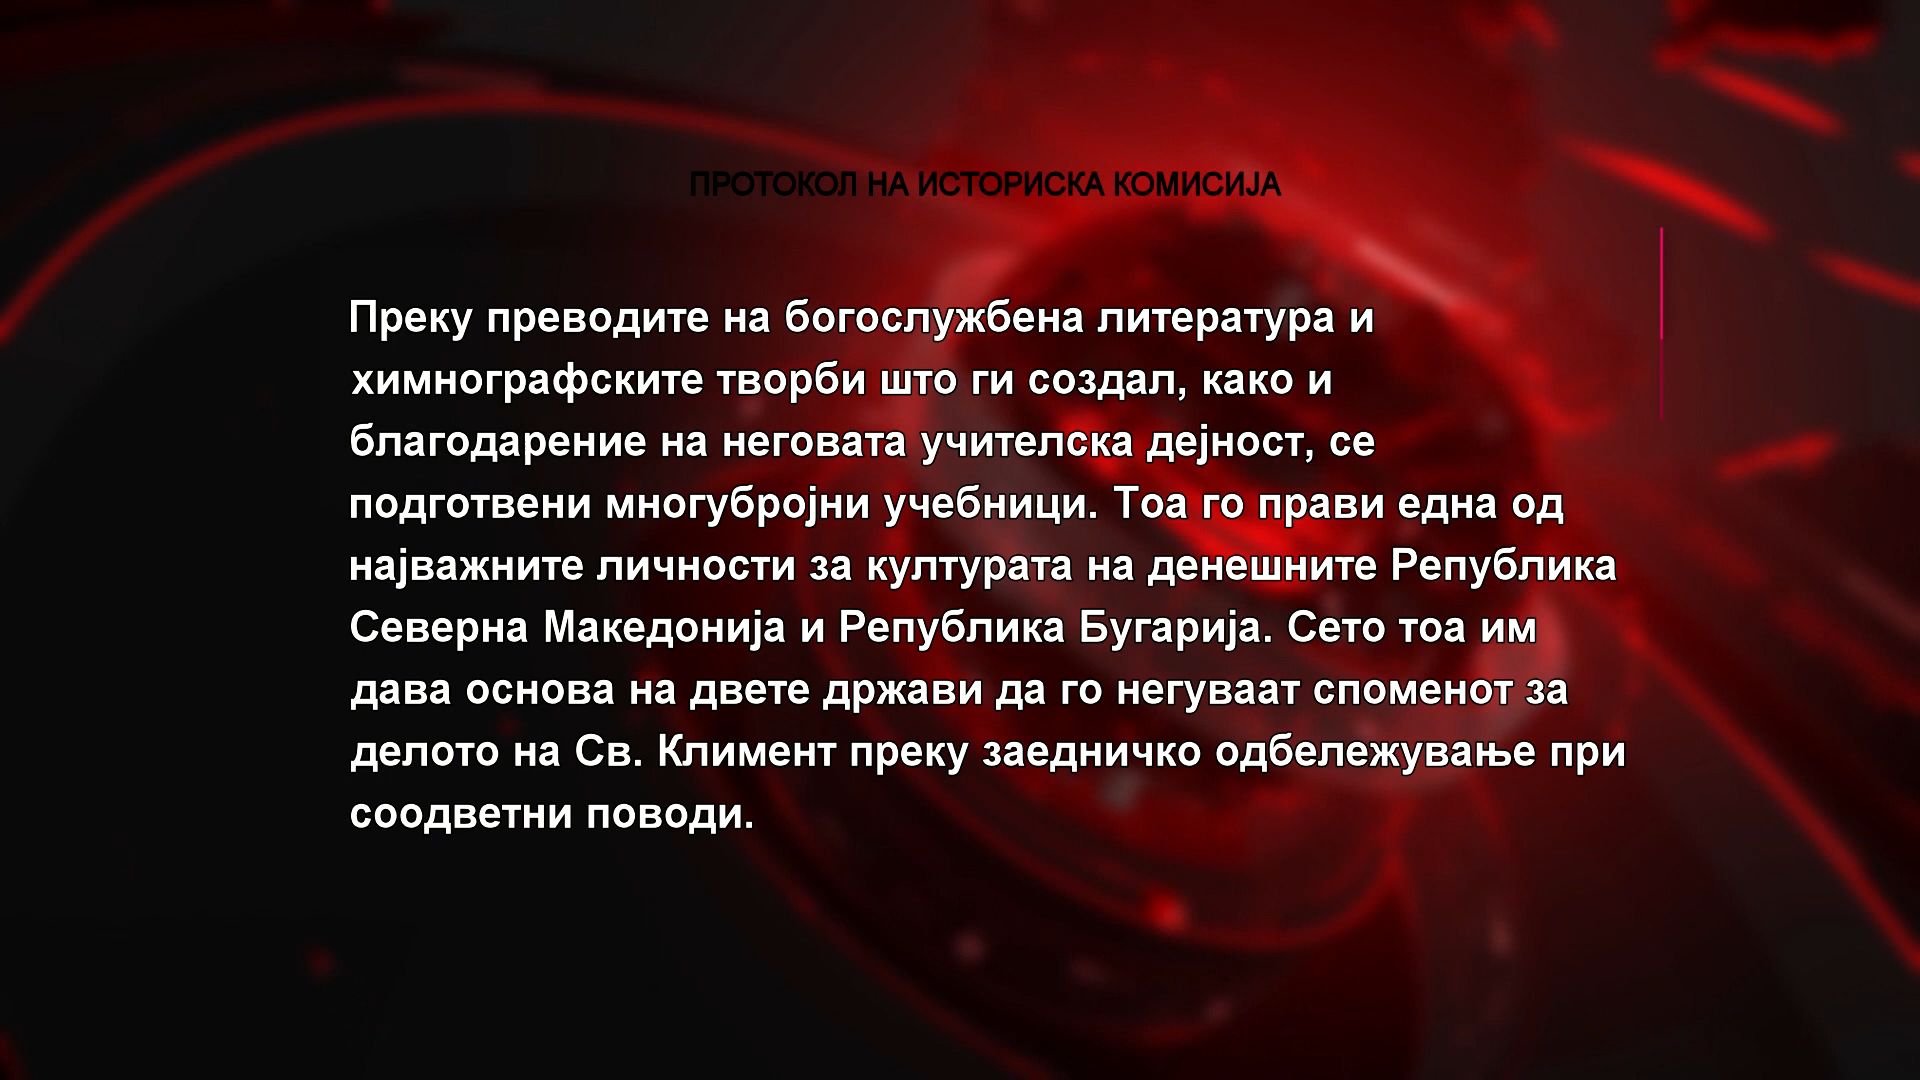 ПРОТОКОЛ НА ИСТОРИСКА КОМИСИЈА
Преку преводите на богослужбена литература и
химнографските творби што ги создал, како и
благодарение на неговата учителска дејност, се
подготвени многубројни учебници. Тоа го прави една од
најважните личности за културата на денешните Република
Северна Македонија и Република Бугарија. Сето тоа им
дава основа на двете држави да го негуваат споменот за
делото на Св. Климент преку заедничко одбележување при
соодветни поводи.